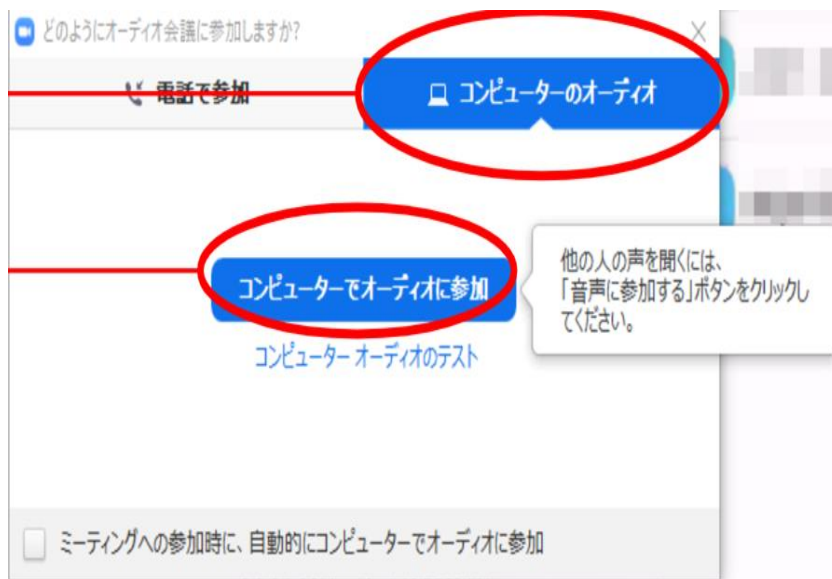 どのようにオーディオ会議に参加しますか?
電話で参加
コンピューターのオーディオ
コンピューターでオーディオに参加
他の人の声を聞くには、
「音声に参加する」ボタンをクリックし
てください。
コンピューター オーディオのテスト
ミーティングへの参加時に、自動的にコンピューターでオーディオに参加